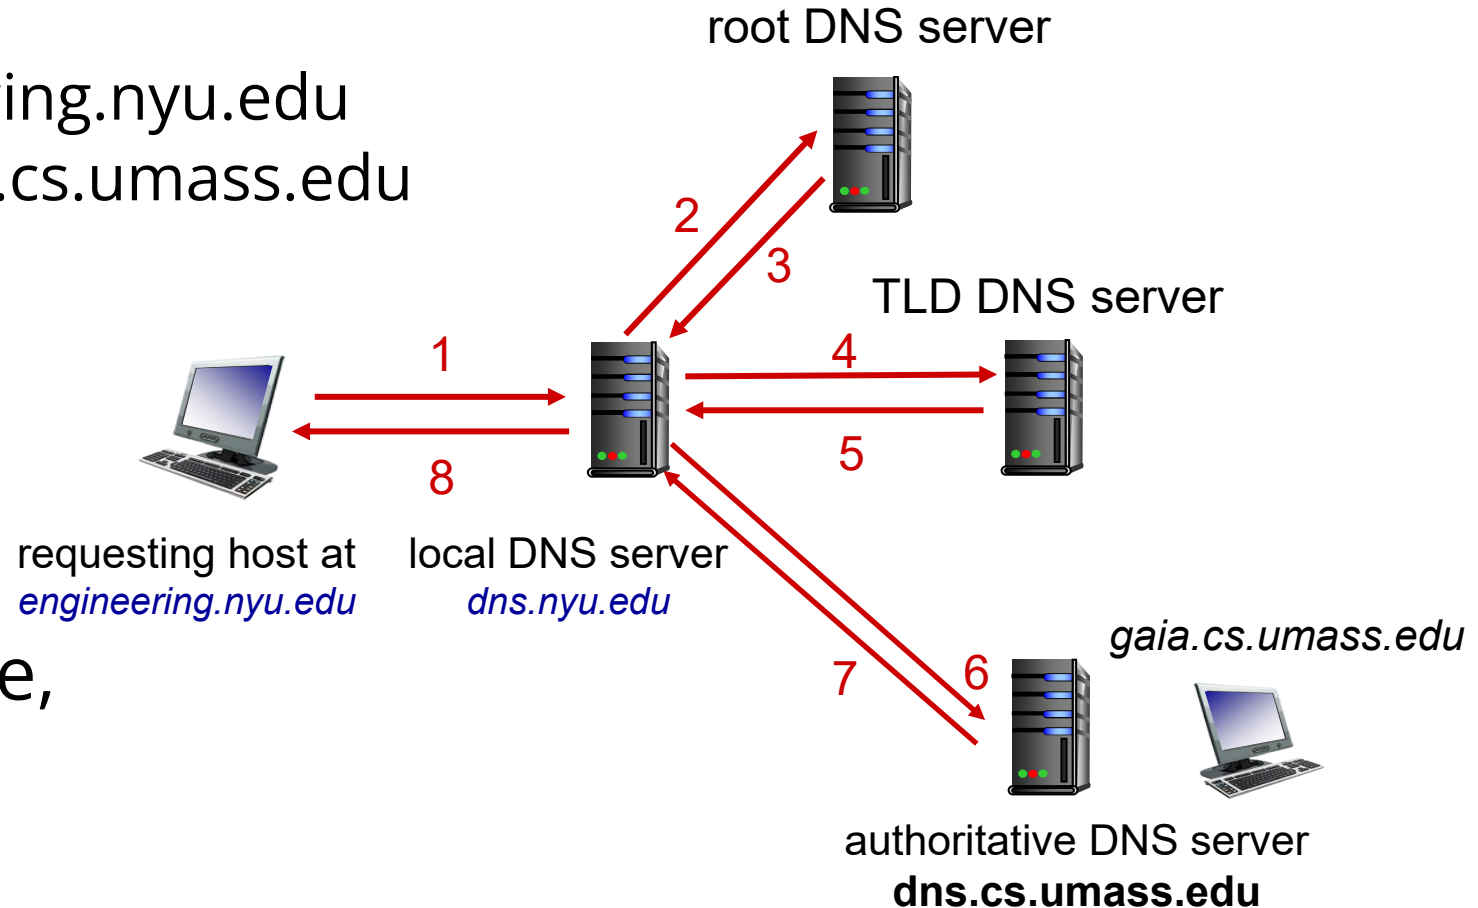 root DNS server
ing.nyu.edu
.cs.umass.edu
2
3
TLD DNS server
1
4
5
8
requesting host at
engineering.nyu.edu
local DNS server
dns.nyu.edu
gaia.cs.umass.edu
6
7
e,
authoritative DNS server
dns.cs.umass.edu